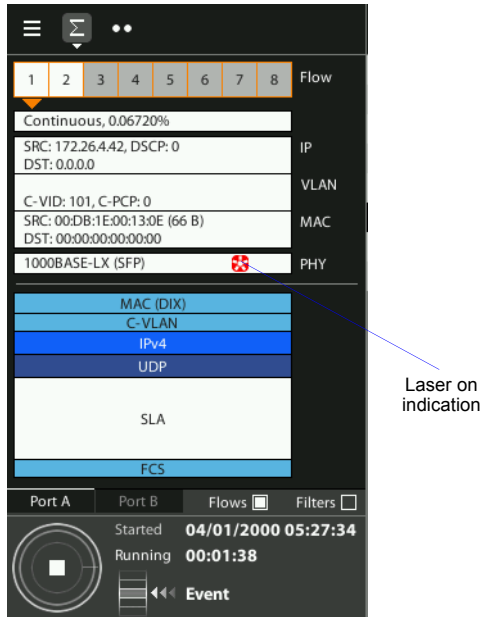 1 2 3 4 5 6 7 8 Flow
Continuous, 0.06720%
SRC: 172.26.4.42, DSCP: 0 IP
DST: 0.0.0.0
VLAN
C-VID: 101, C-PCP: 0
SRC: 00:DB:1E:00:13:0E (66 B) MAC
DST: 00:00:00:00:00:00
1000BASE-LX (SFP) PHY
MAC (DIX)
C-VLAN
IPv4
UDP
Laser on
indication
SLA
FCS
Port A Port B Flows Filters
Started 04/01/2000 05:27:34
Running 00:01:38
Event